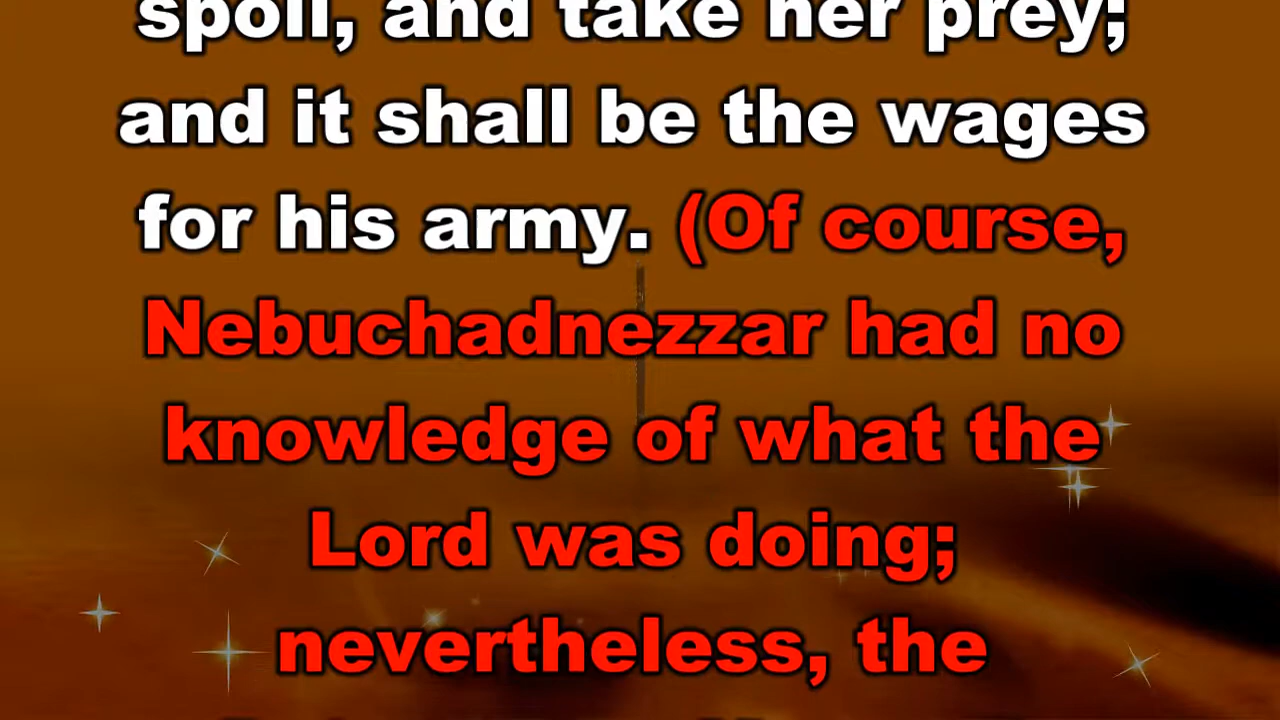 spoil, and take her prey;
and it shall be the wages
for his army. (Of course,
Nebuchadnezzar had no
knowledge of what the
Lord was doing;
nevertheless, the